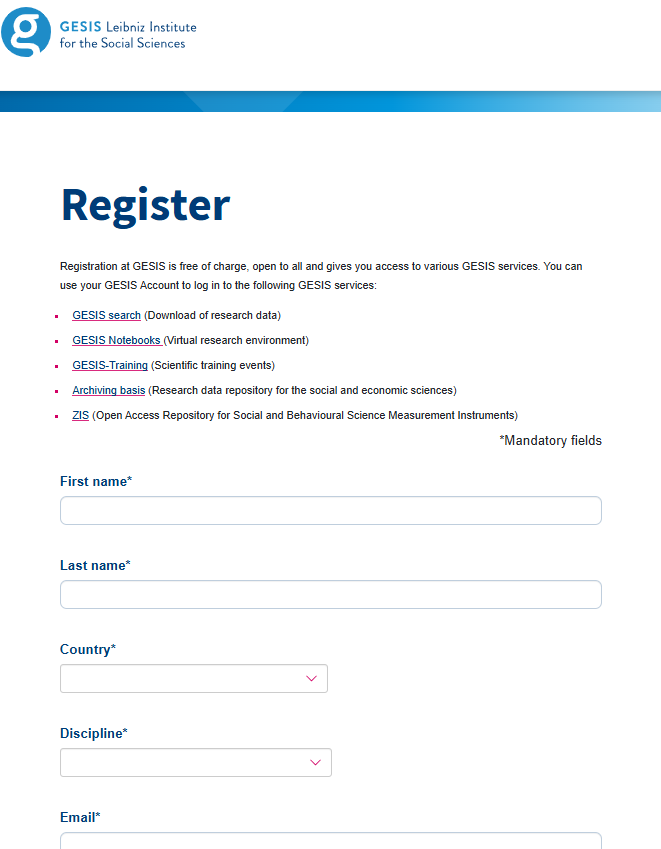 GESIS Leibniz Institute
for the Social Sciences
Register
Registration at GESIS is free of charge, open to all and gives you access to various GESIS services. You can
use your GESIS Account to log in to the following GESIS services:
GESIS search (Download of research data)
GESIS Notebooks (Virtual research environment)
GESIS-Training (Scientific training events)
Archiving basis (Research data repository for the social and economic sciences)
ZIS (Open Access Repository for Social and Behavioural Science Measurement Instruments)
*Mandatory fields
First name*
Last name*
Country*
Discipline*
Email*